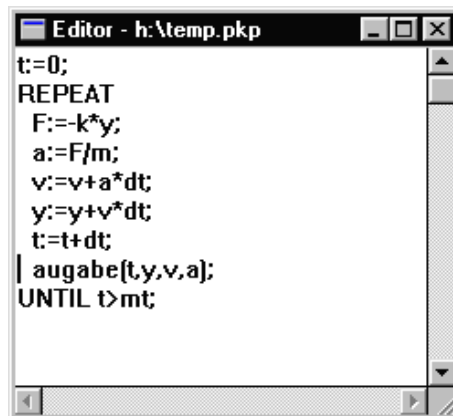 Editor - h:\temp.pkp
t:=0;
REPEAT
F:=-k*y;
a:=F/m;
v:=v+a*dt;
y:=y+v*dt;
t:=t+dt;
augabe(t,y,v,a);
UNTIL t>mt;